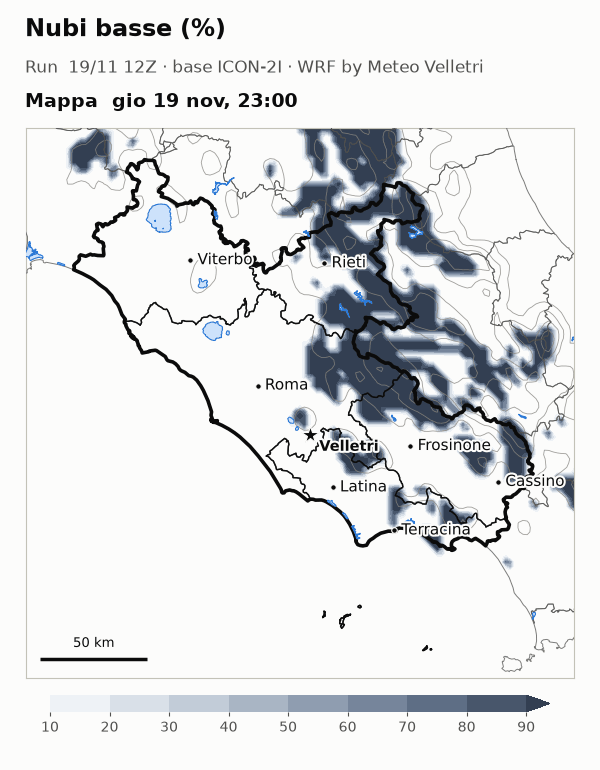 Nubi basse (%)
Run 19/11 12Z · base ICON-2I · WRF by Meteo Velletri
Mappa gio 19 nov, 23:00
Viterbo
Rieti
Roma
Velletri
Frosinone
Latina
Cassino
Terracina
50 km
10 20 30 40 50 60 70 80 90